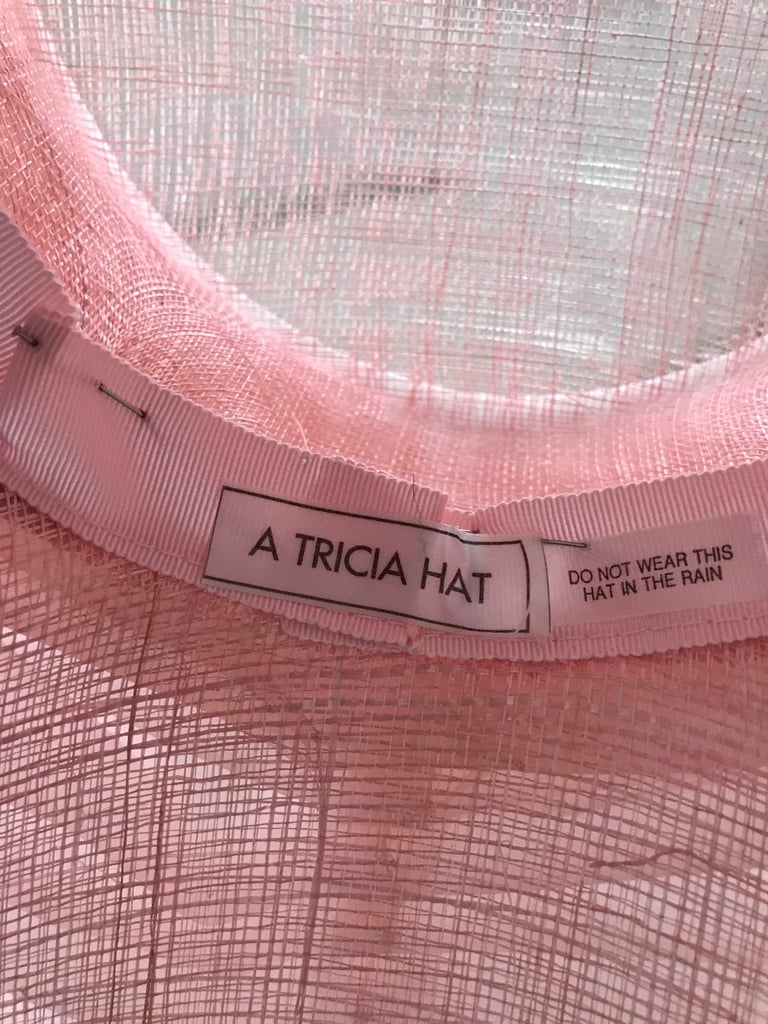 A TRICIA HAT
DO NOT WEAR THIS
HAT IN THE RAIN